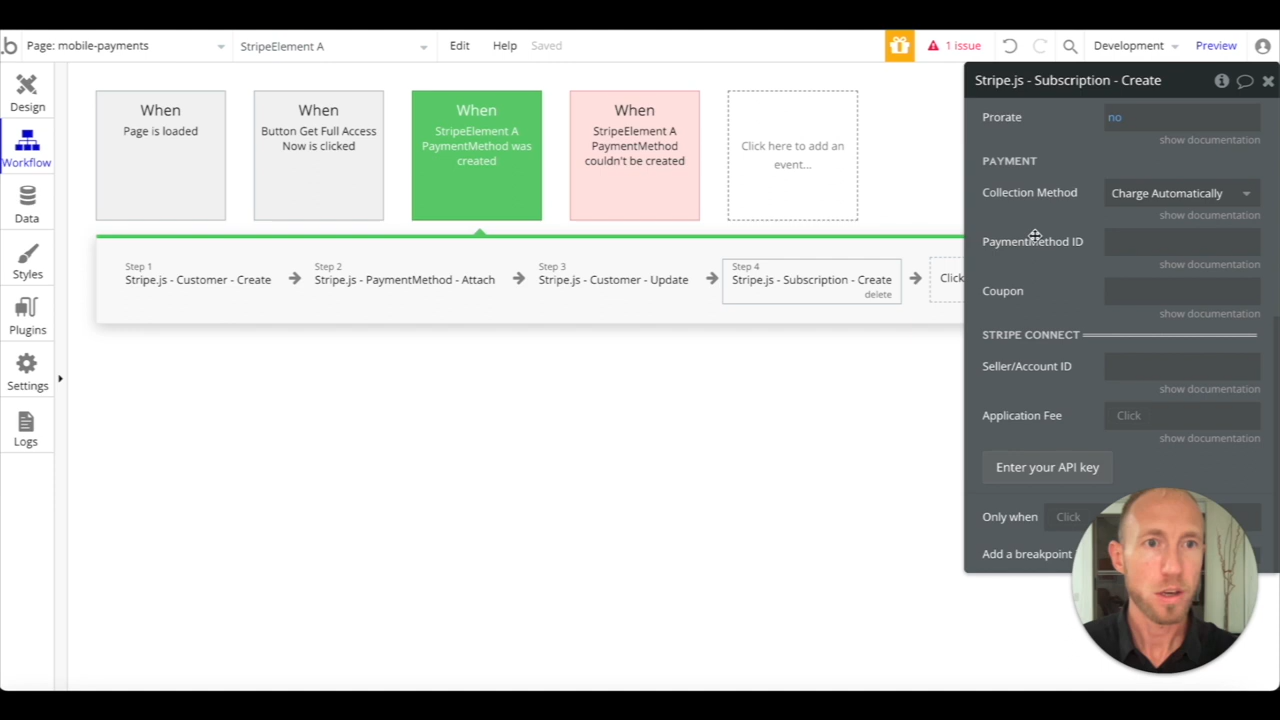 .b Page: mobile-payments StripeElement A Edit Help Saved 1 issue Development Preview
Design
Workflow
Data
Styles
Plugins
Settings
Logs
When
Page is loaded
When
Button Get Full Access
Now is clicked
When
StripeElement A
PaymentMethod was
created
When
StripeElement A
PaymentMethod
couldn't be created
Click here to add an
event...
Step 1
Stripe.js - Customer - Create
Step 2
Stripe.js - PaymentMethod - Attach
Step 3
Stripe.js - Customer - Update
Step 4
Stripe.js - Subscription - Create
delete
Click
Stripe.js - Subscription - Create
Prorate no
show documentation
PAYMENT
Collection Method Charge Automatically
show documentation
PaymentMethod ID
show documentation
Coupon
show documentation
STRIPE CONNECT
Seller/Account ID
show documentation
Application Fee Click
show documentation
Enter your API key
Only when Click
Add a breakpoint